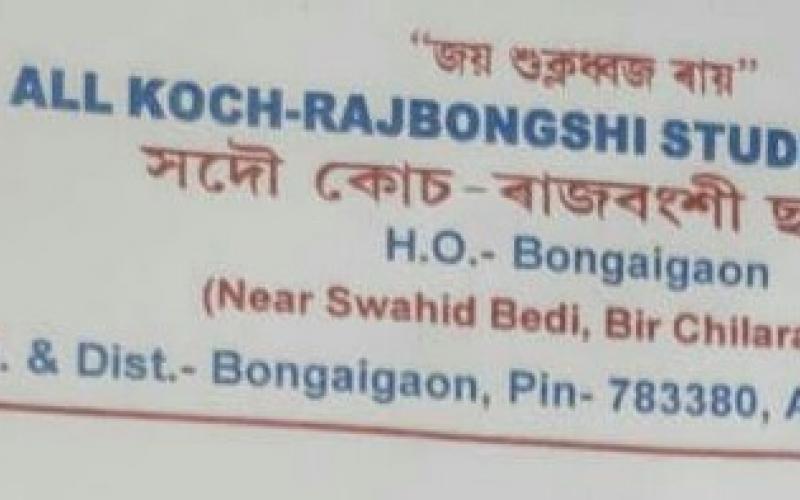 “জয় শুক্লধ্বজ ৰায়”
ALL KOCH-RAJBONGSHI STUD
সদৌ কোচ - ৰাজবংশী ছ
H.O.- Bongaigaon
(Near Swahid Bedi, Bir Chilara
. & Dist.- Bongaigaon, Pin- 783380, A